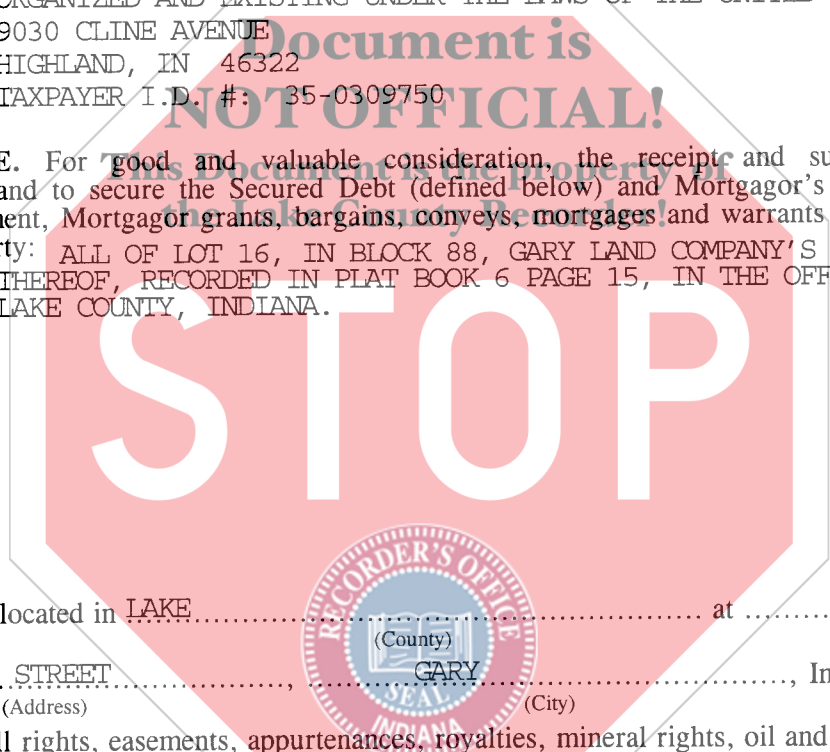 ORGANIZED AND EXISTING UNDER THE LAWS OF THE UNITED
9030 CLINE AVENUE
HIGHLAND, IN 46322
TAXPAYER I.D. #: 35-0309750
Document is
NOT OFFICIAL!
This Document is the property of
the Lake County Recorder!
E. For good and valuable consideration, the receipt and su
and to secure the Secured Debt (defined below) and Mortgagor's
ent, Mortgagor grants, bargains, conveys, mortgages and warrants
ty: ALL OF LOT 16, IN BLOCK 88, GARY LAND COMPANY'S
THEREOF, RECORDED IN PLAT BOOK 6 PAGE 15, IN THE OFF
LAKE COUNTY, INDIANA.
STOP
RECORDER'S OFFICE
SEAL
INDIANA
located in LAKE at
(County)
STREET, GARY, In
(Address) (City)
ll rights, easements, appurtenances, royalties, mineral rights, oil and